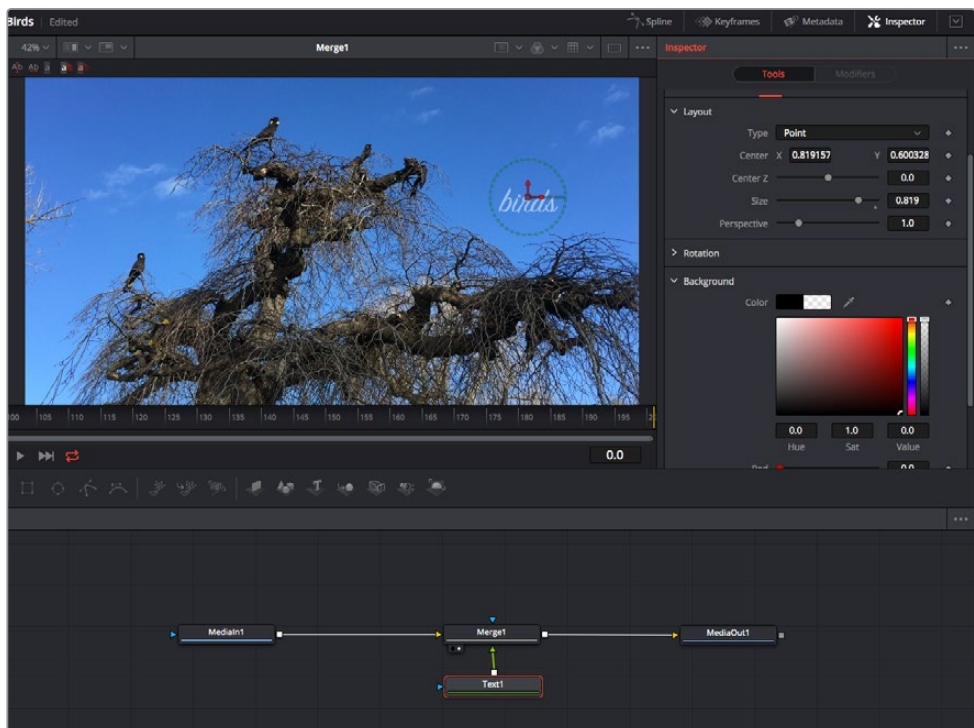 Birds Edited Spline Keyframes Metadata Inspector
42% Merge1 Inspector
Tools Modifiers
Layout
Type Point
Center X 0.819157 Y 0.600328
Center Z 0.0
Size 0.819
Perspective 1.0
Rotation
Background
Color
birds
100 105 110 115 120 125 130 135 140 145 150 155 160 165 170 175 180 185 190 195
0.0 1.0 0.0
Hue Sat Value
0.0
Red 0.0
MediaIn1 Merge1 MediaOut1
Text1